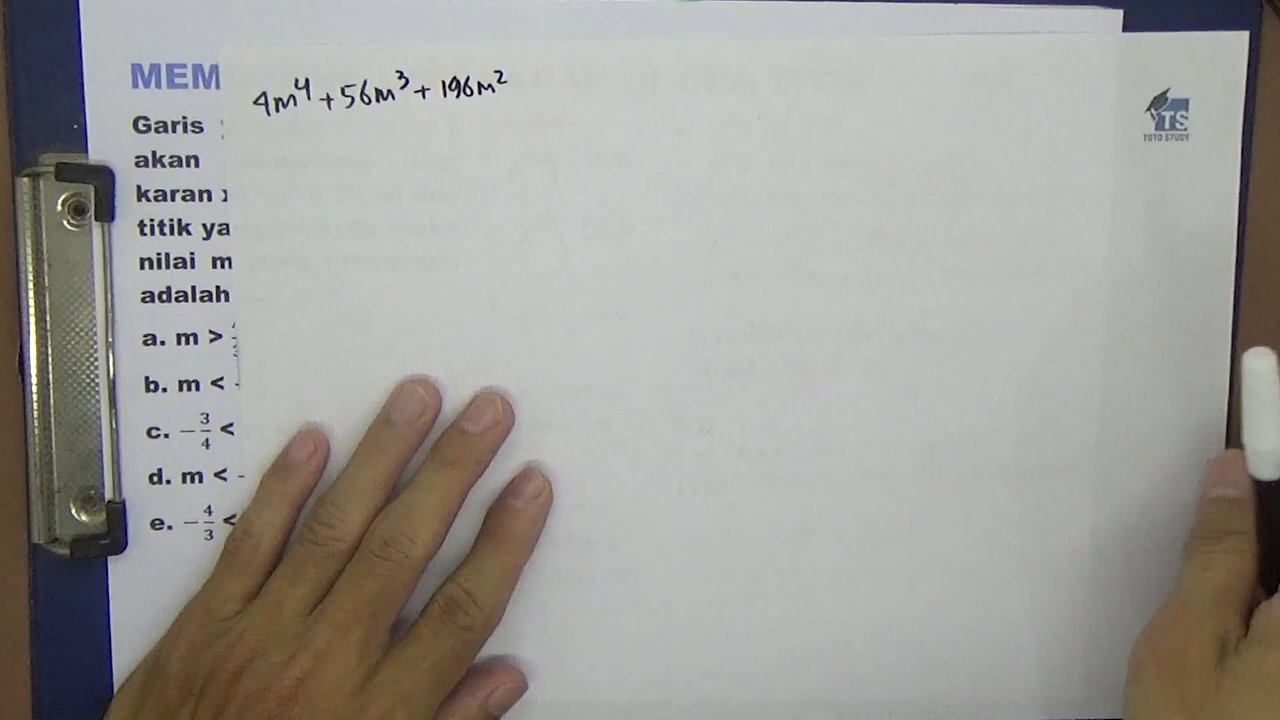 MEM
4m⁴ + 56m³ + 196m²
Garis
akan
karan
titik ya
nilai m
adalah
a. m >
b. m <
c. -3/4 <
d. m < -
e. -4/3 <
TS
TOTO STUDY